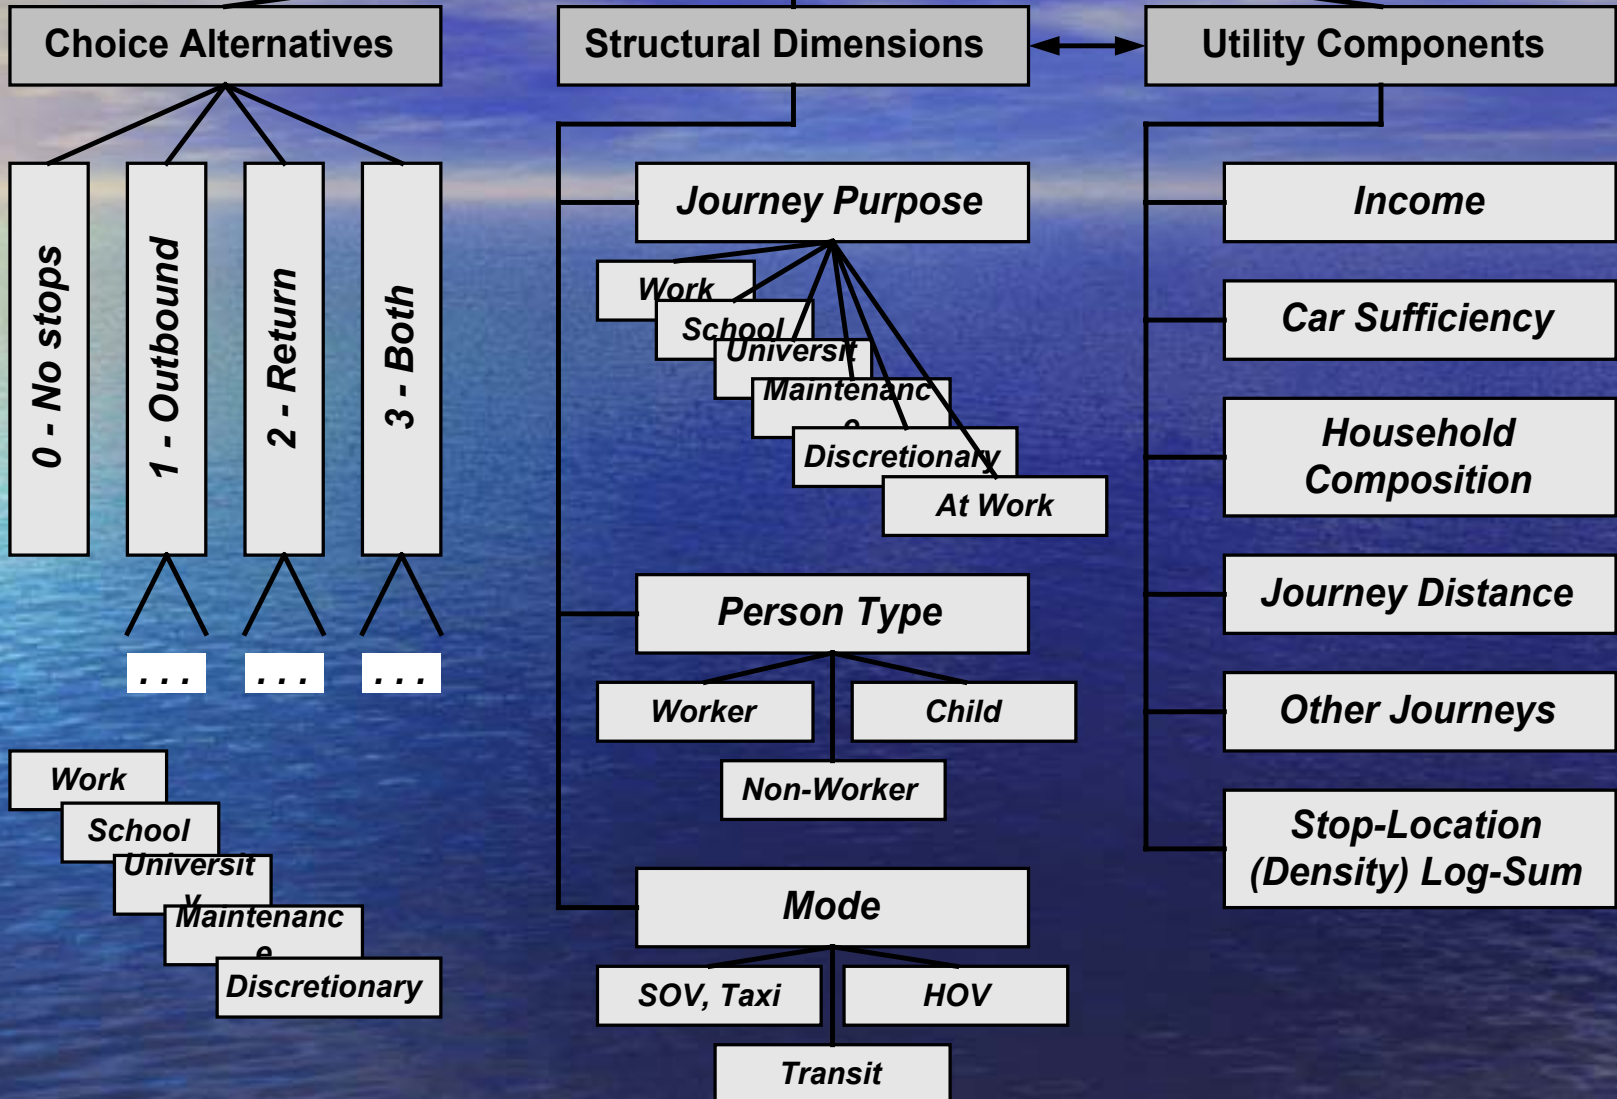 Choice Alternatives
0 - No stops
1 - Outbound
2 - Return
3 - Both
. . .
. . .
. . .
Work
School
Universit
y
Maintenanc
e
Discretionary
Structural Dimensions
Journey Purpose
Work
School
Universit
Maintenanc
e
Discretionary
At Work
Person Type
Worker
Child
Non-Worker
Mode
SOV, Taxi
HOV
Transit
Utility Components
Income
Car Sufficiency
Household
Composition
Journey Distance
Other Journeys
Stop-Location
(Density) Log-Sum